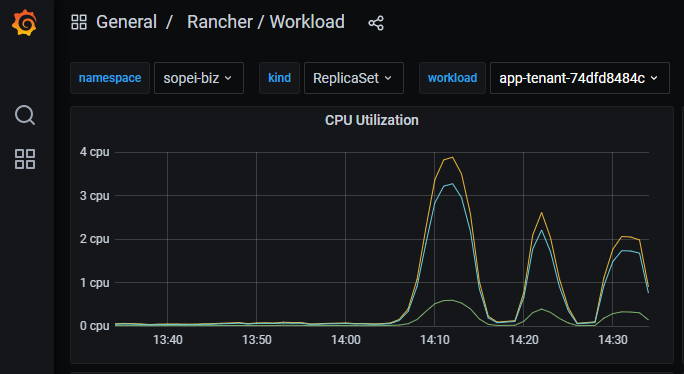 General / Rancher / Workload
namespace sopei-biz kind ReplicaSet workload app-tenant-74dfd8484c
CPU Utilization
4 cpu
3 cpu
2 cpu
1 cpu
0 cpu
13:40 13:50 14:00 14:10 14:20 14:30